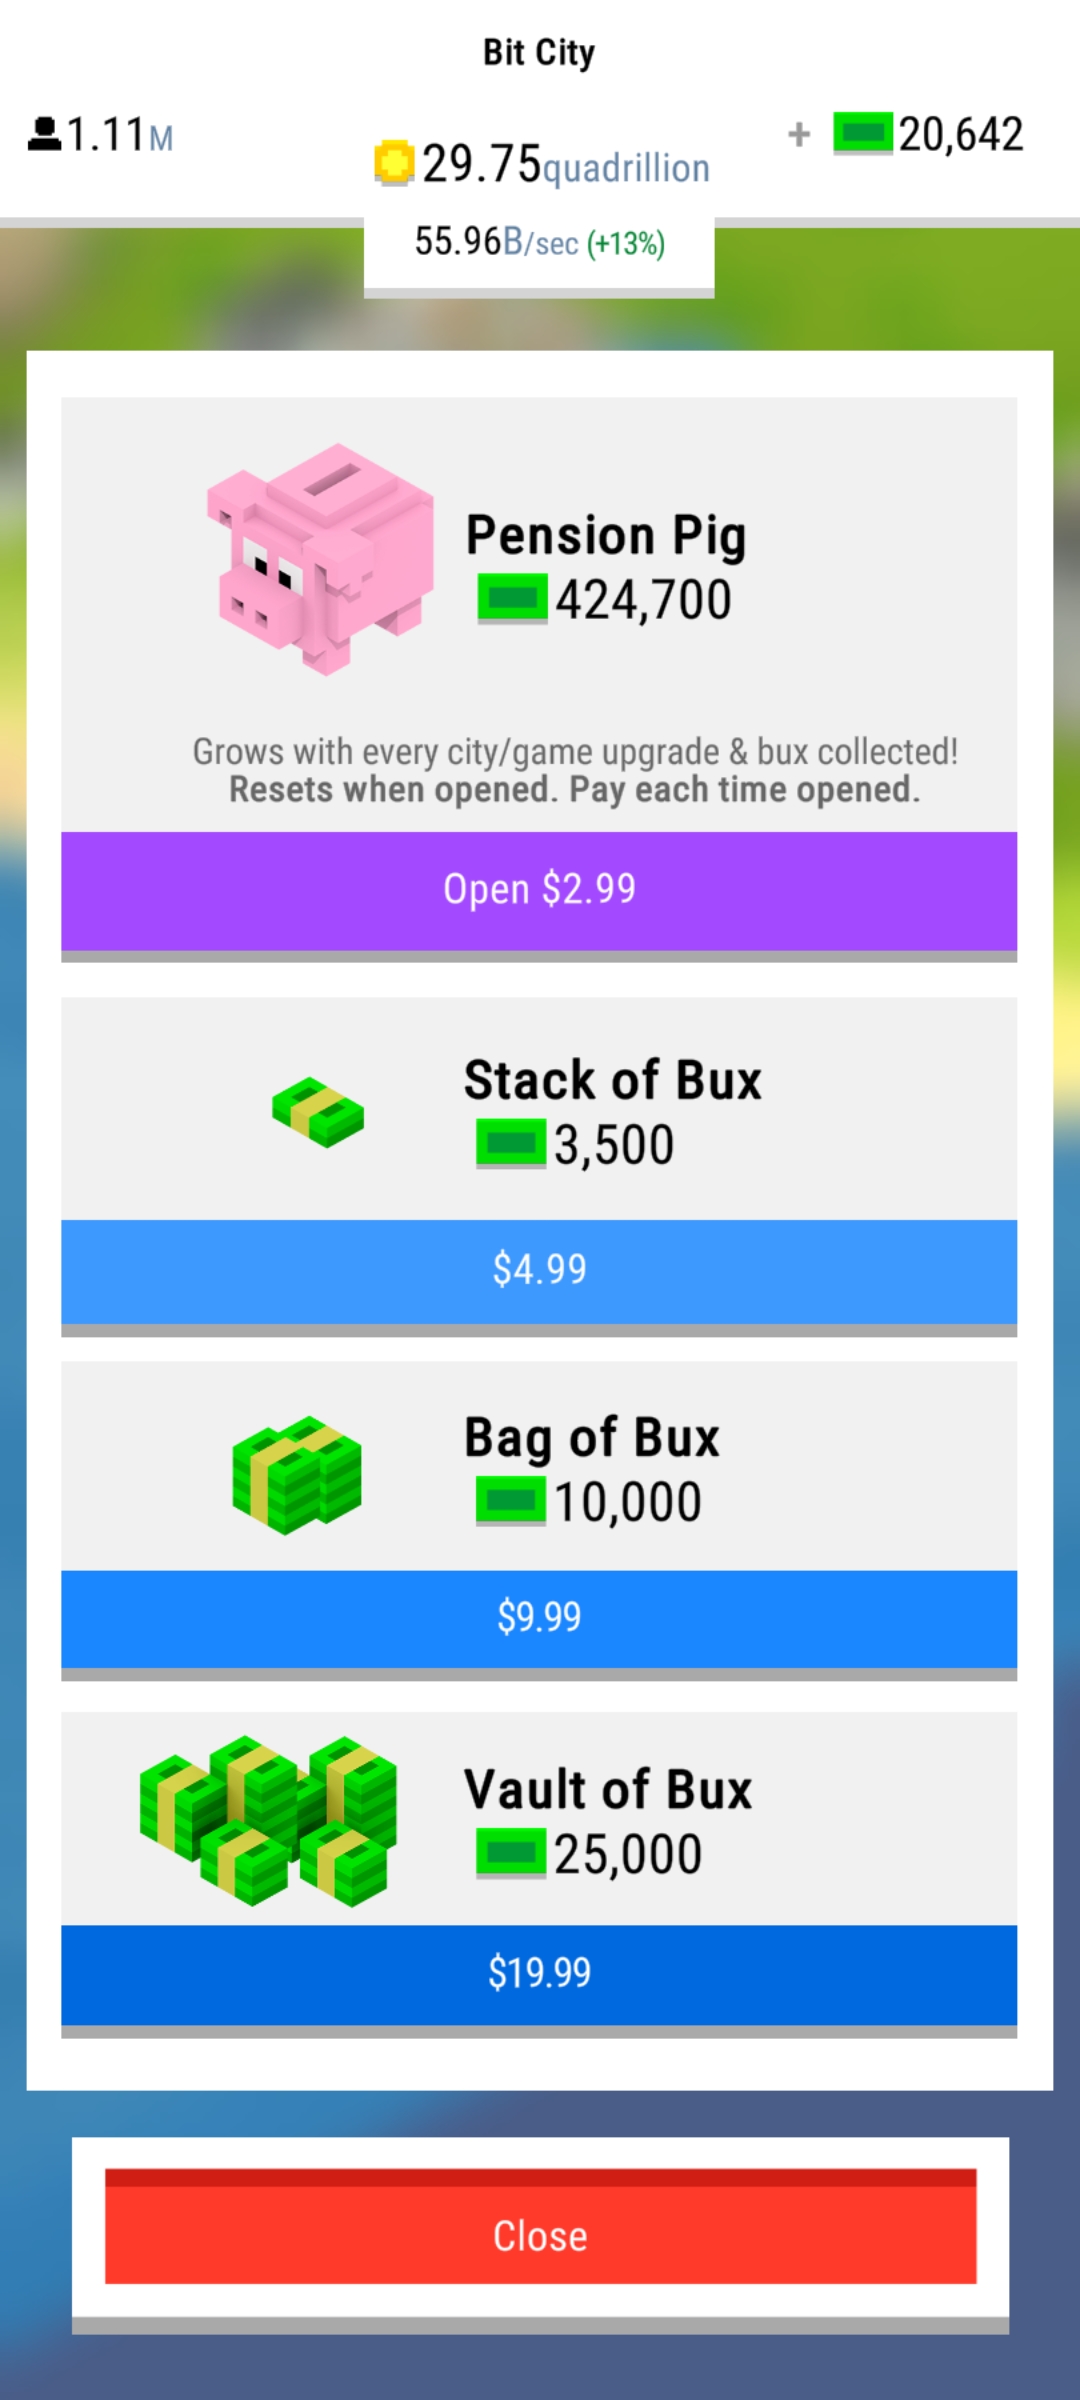 Bit City
1.11M
+ 20,642
29.75quadrillion
55.96B/sec (+13%)
Pension Pig
424,700
Grows with every city/game upgrade & bux collected!
Resets when opened. Pay each time opened.
Open $2.99
Stack of Bux
3,500
$4.99
Bag of Bux
10,000
$9.99
Vault of Bux
25,000
$19.99
Close